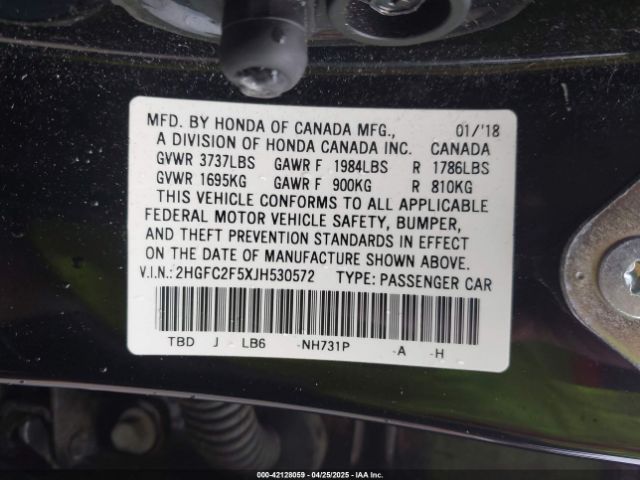 MFD. BY HONDA OF CANADA MFG., 01/'18
A DIVISION OF HONDA CANADA INC. CANADA
GVWR 3737LBS GAWR F 1984LBS R 1786LBS
GVWR 1695KG GAWR F 900KG R 810KG
THIS VEHICLE CONFORMS TO ALL APPLICABLE
FEDERAL MOTOR VEHICLE SAFETY, BUMPER,
AND THEFT PREVENTION STANDARDS IN EFFECT
ON THE DATE OF MANUFACTURE SHOWN ABOVE.
V.I.N.: 2HGFC2F5XJH530572 TYPE: PASSENGER CAR
TBD J LB6 -NH731P -A -H
000-42128059 | 04/25/2025 | IAA Inc.